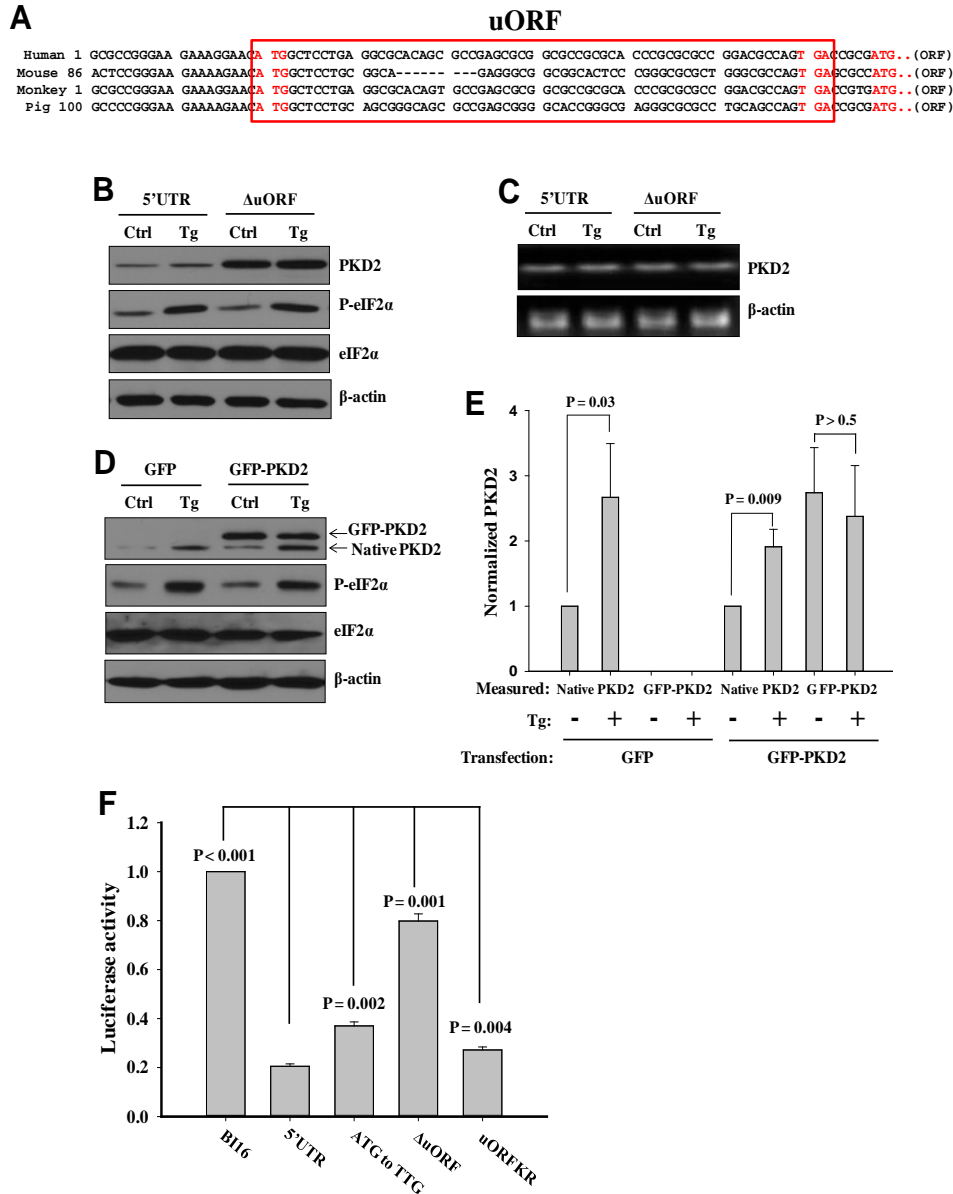 A
uORF
Human 1 GCGCCGGGAA GAAAGGAACA TGGCTCCTGA GGCGCACAGC GCCGAGCGCG GCGCCGCGCA CCCGCGCGCC GGACGCCAGT GACCGCGATG..(ORF)
Mouse 86 ACTCCGGGAA GAAAAGAACA TGGCTCCTGC GGCA------ ---GAGGGCG GCGGCACTCC CGGGCGCGCT GGGCGCCAGT GAGCGCCATG..(ORF)
Monkey 1 GCGCCGGGAA GAAAGGAACA TGGCTCCTGA GGCGCACAGT GCCGAGCGCG GCGCCGCGCA CCCGCGCGCC GGACGCCAGT GACCGTGATG..(ORF)
Pig 100 GCCCCGGGAA GAAAAGAACA TGGCTCCTGC AGCGGGCAGC GCCGAGCGGG GCACCGGGCG GAGGGCGCGCC TGCAGCCAGT GACCGCGATG..(ORF)
B
5'UTR ΔuORF
Ctrl Tg Ctrl Tg
PKD2
P-eIF2α
eIF2α
β-actin
C
5'UTR ΔuORF
Ctrl Tg Ctrl Tg
PKD2
β-actin
D
GFP GFP-PKD2
Ctrl Tg Ctrl Tg
GFP-PKD2
Native PKD2
P-eIF2α
eIF2α
β-actin
E
Normalized PKD2
4
3
2
1
0
P = 0.03
P = 0.009
P > 0.5
Measured: Native PKD2 GFP-PKD2 Native PKD2 GFP-PKD2
Tg: - + - + - + - +
Transfection: GFP GFP-PKD2
F
Luciferase activity
1.2
1.0
0.8
0.6
0.4
0.2
0.0
P < 0.001
P = 0.002
P = 0.001
P = 0.004
BI16
5'UTR
ATG to TTG
ΔuORF
uORFKR